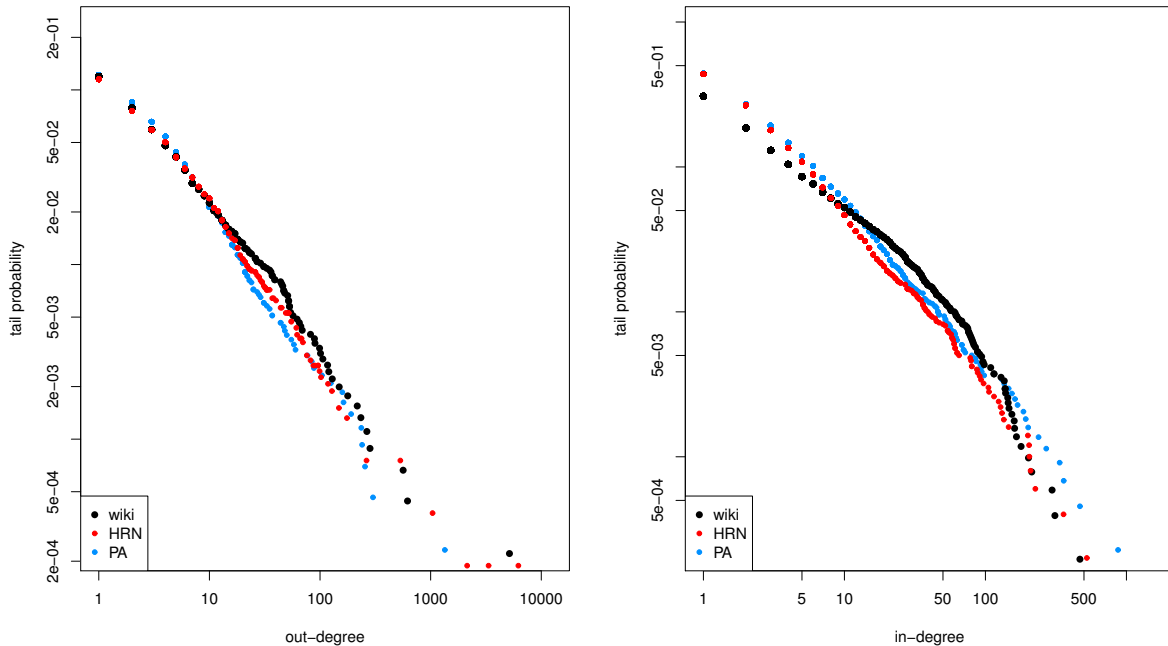 2e−01
5e−02
2e−02
5e−03
2e−03
5e−04
2e−04
tail probability
1 10 100 1000 10000
out−degree
wiki
HRN
PA
5e−01
5e−02
5e−03
5e−04
tail probability
1 5 10 50 100 500
in−degree
wiki
HRN
PA